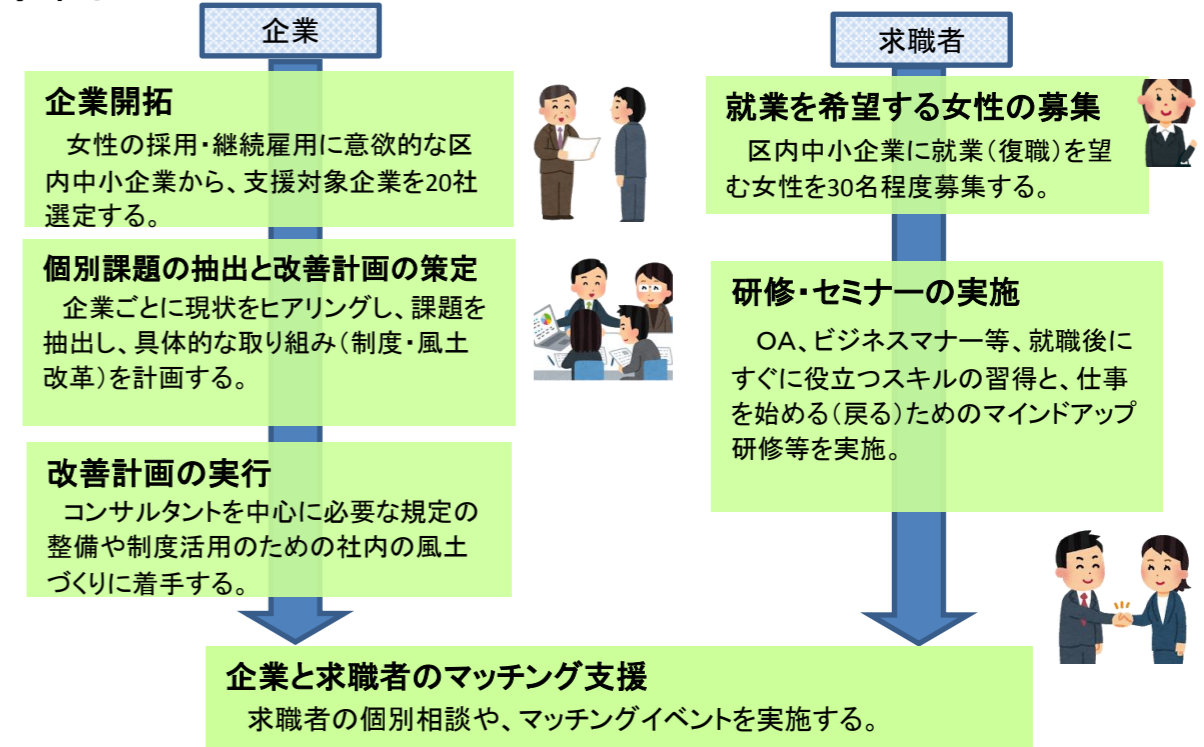 企業
企業開拓
女性の採用・継続雇用に意欲的な区
内中小企業から、支援対象企業を20社
選定する。
個別課題の抽出と改善計画の策定
企業ごとに現状をヒアリングし、課題を
抽出し、具体的な取り組み（制度・風土
改革）を計画する。
改善計画の実行
コンサルタントを中心に必要な規定の
整備や制度活用のための社内の風土
づくりに着手する。
求職者
就業を希望する女性の募集
区内中小企業に就業（復職）を望
む女性を30名程度募集する。
研修・セミナーの実施
ＯＡ、ビジネスマナー等、就職後に
すぐに役立つスキルの習得と、仕事
を始める（戻る）ためのマインドアップ
研修等を実施。
企業と求職者のマッチング支援
求職者の個別相談や、マッチングイベントを実施する。